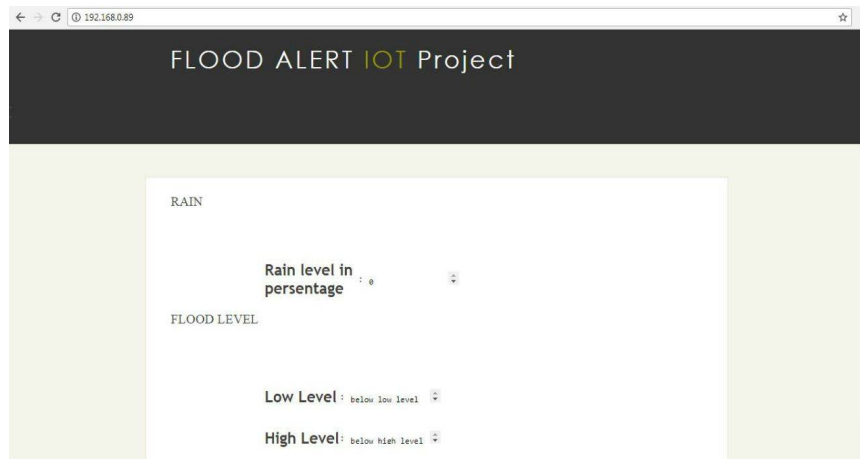 192.168.0.89
FLOOD ALERT IOT Project
RAIN
Rain level in
persentage : 0
FLOOD LEVEL
Low Level : below low level
High Level: below high level